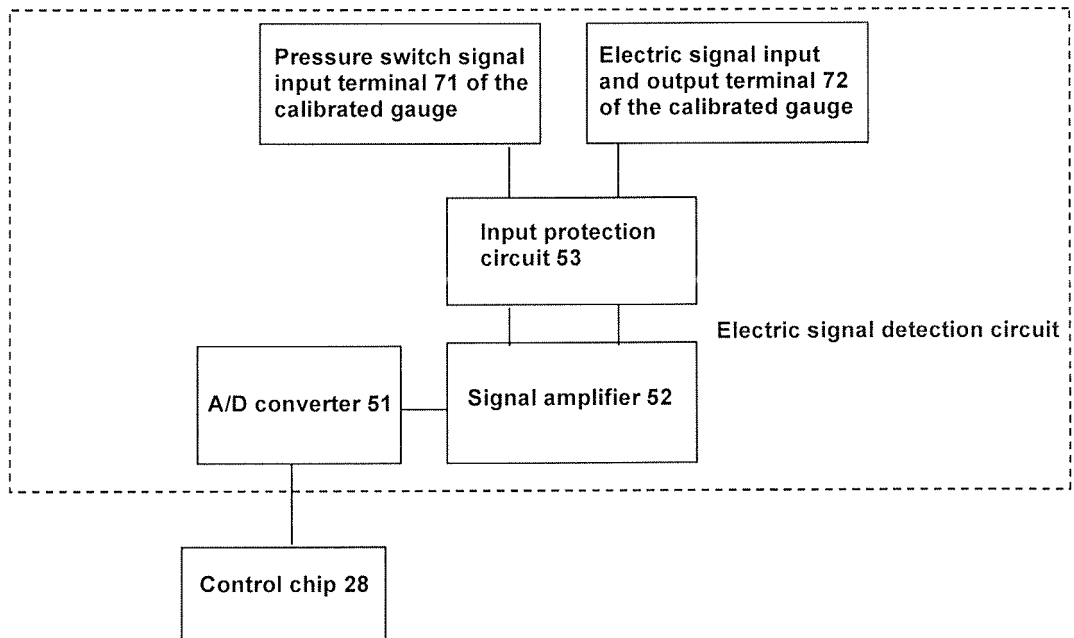 Pressure switch signal
input terminal 71 of the
calibrated gauge
Electric signal input
and output terminal 72
of the calibrated gauge
Input protection
circuit 53
Electric signal detection circuit
A/D converter 51
Signal amplifier 52
Control chip 28